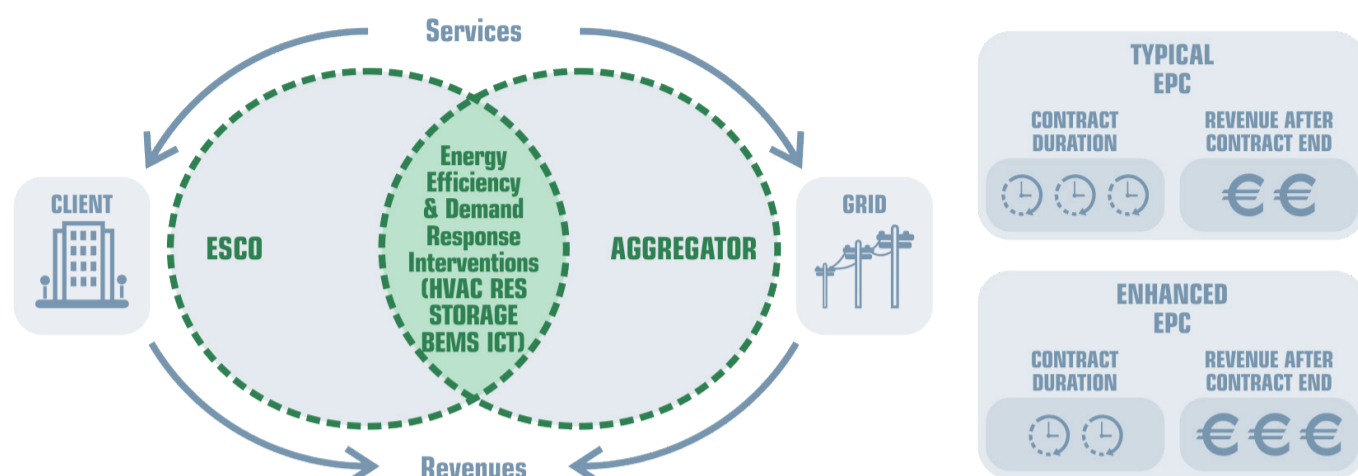 Services
CLIENT
ESCO
Energy
Efficiency
& Demand
Response
Interventions
(HVAC RES
STORAGE
BEMS ICT)
AGGREGATOR
GRID
Revenues
TYPICAL
EPC
CONTRACT
DURATION
REVENUE AFTER
CONTRACT END
€€
ENHANCED
EPC
CONTRACT
DURATION
REVENUE AFTER
CONTRACT END
€€€